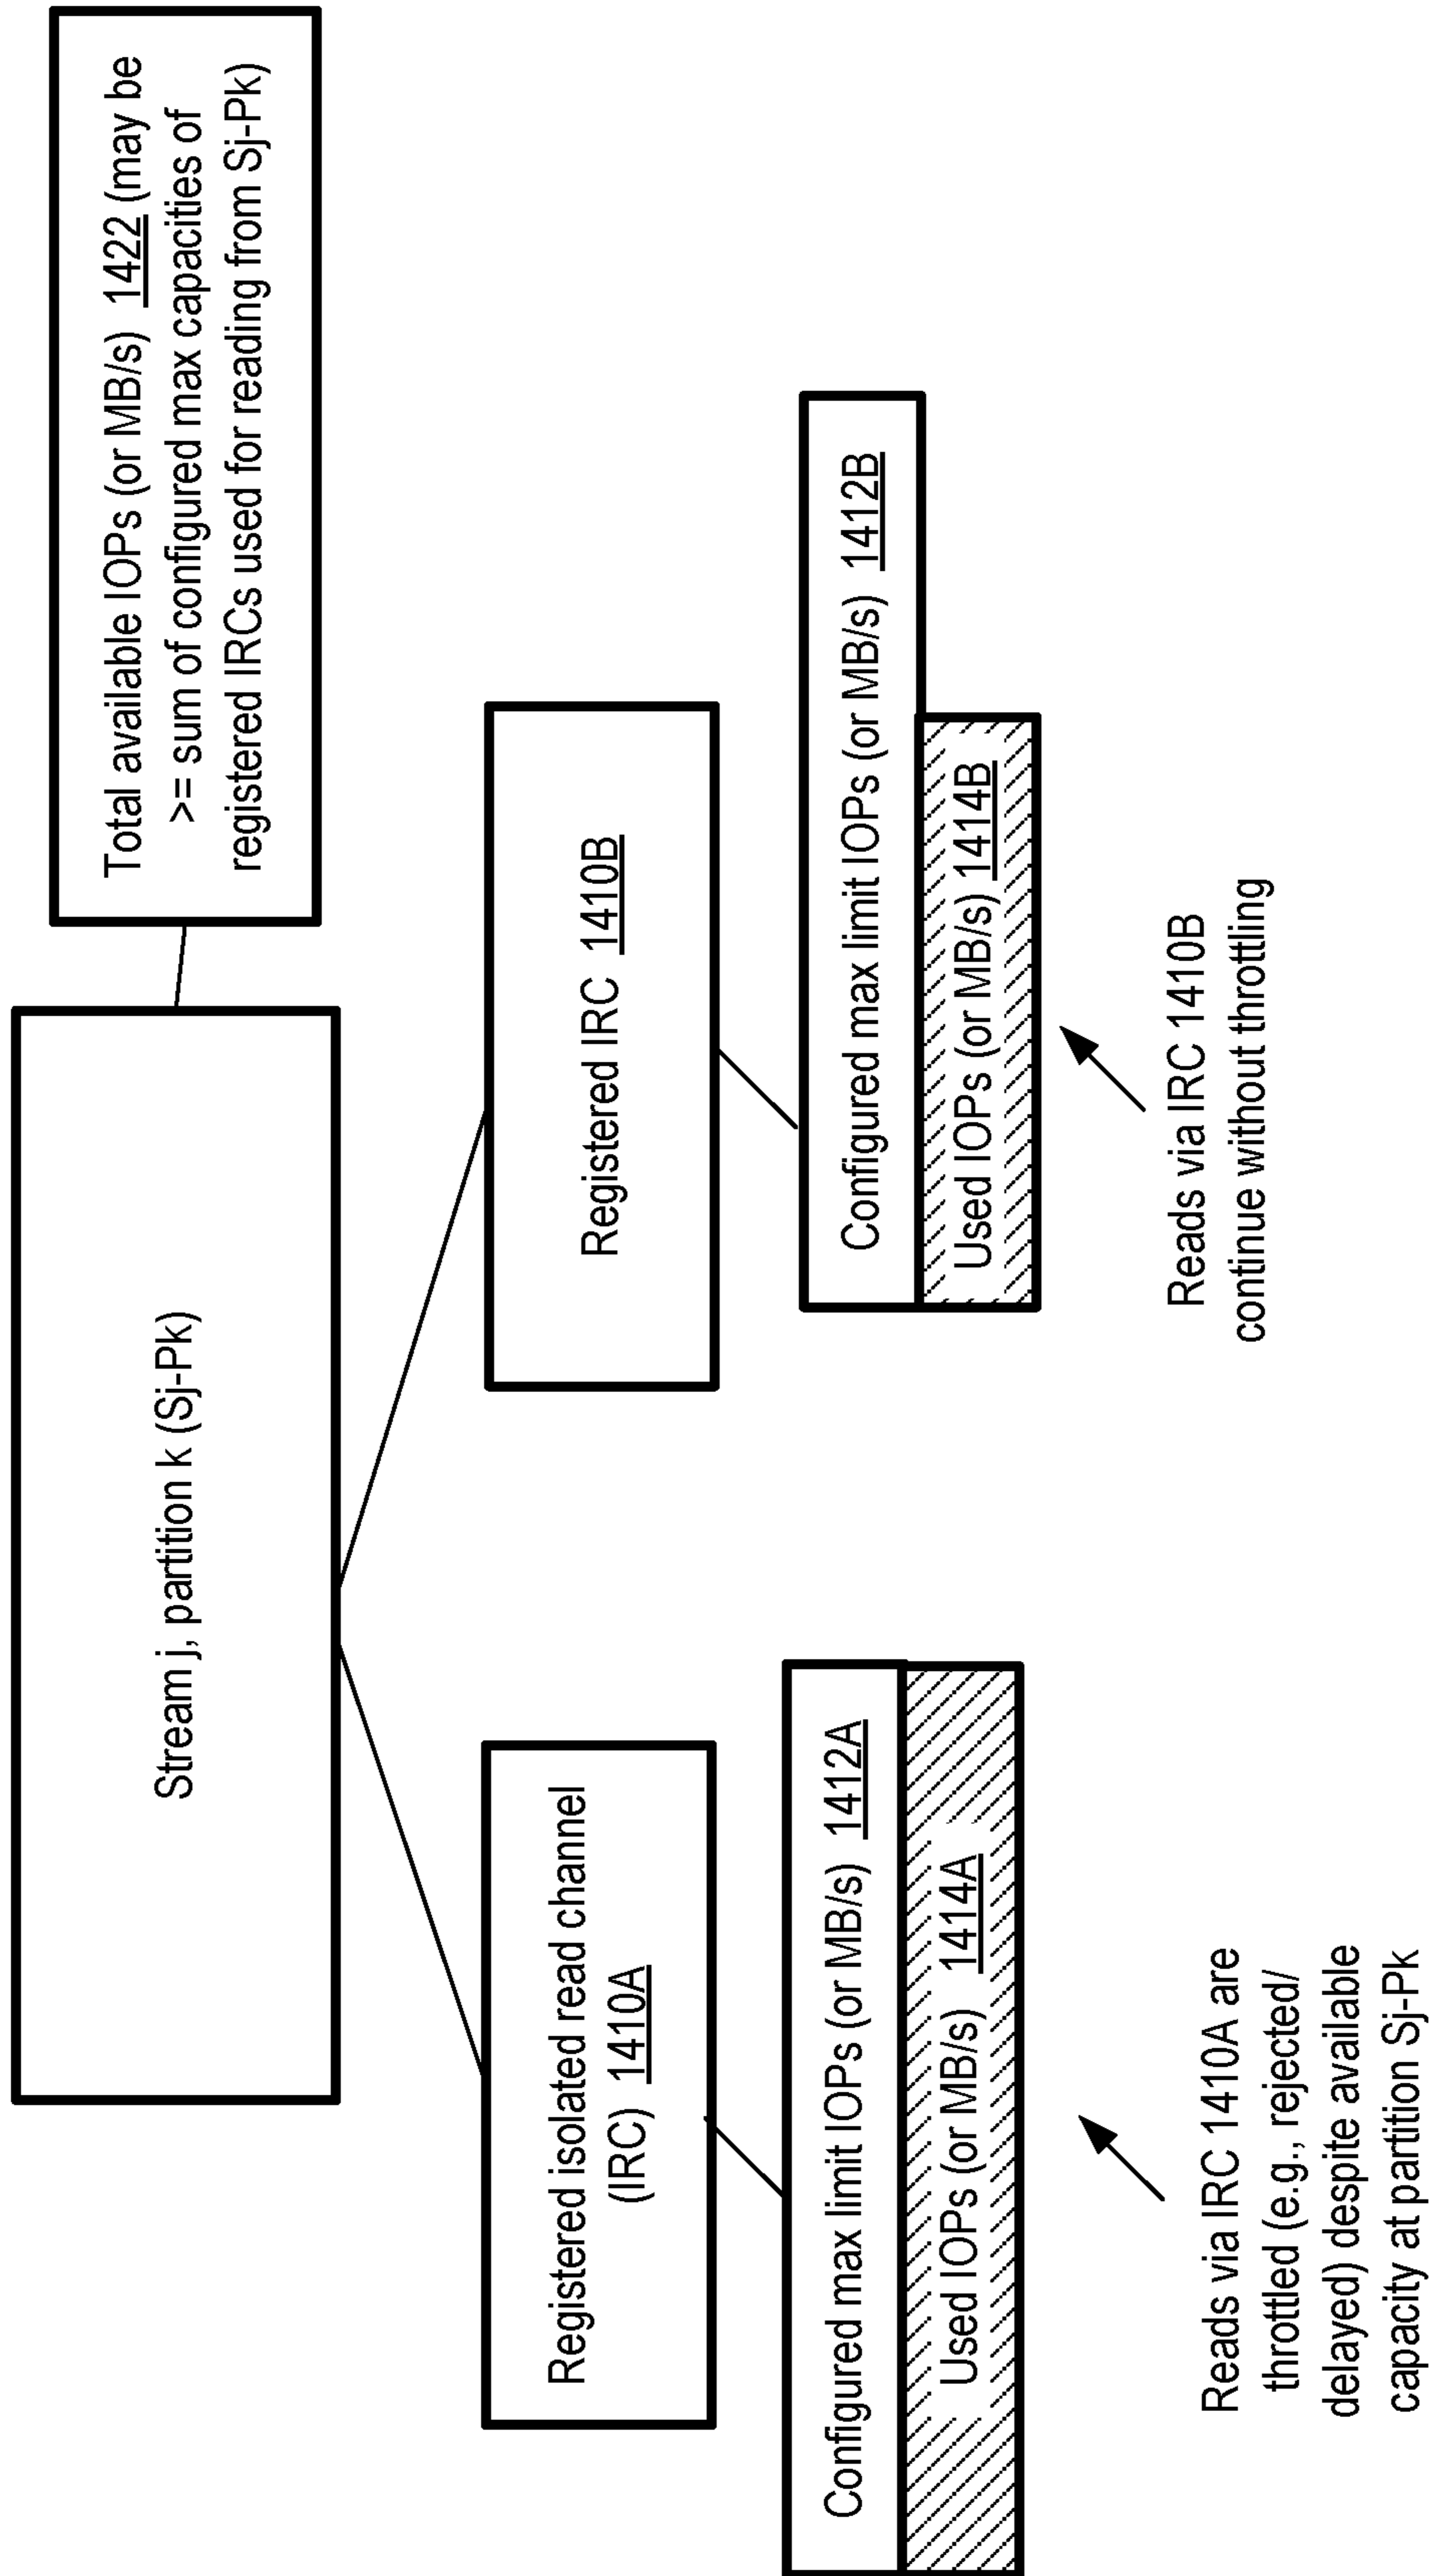 Stream j, partition k (Sj-Pk)
Total available IOPs (or MB/s) 1422 (may be
>= sum of configured max capacities of
registered IRCs used for reading from Sj-Pk)
Registered isolated read channel
(IRC) 1410A
Registered IRC 1410B
Configured max limit IOPs (or MB/s) 1412A
Used IOPs (or MB/s) 1414A
Configured max limit IOPs (or MB/s) 1412B
Used IOPs (or MB/s) 1414B
Reads via IRC 1410A are
throttled (e.g., rejected/
delayed) despite available
capacity at partition Sj-Pk
Reads via IRC 1410B
continue without throttling